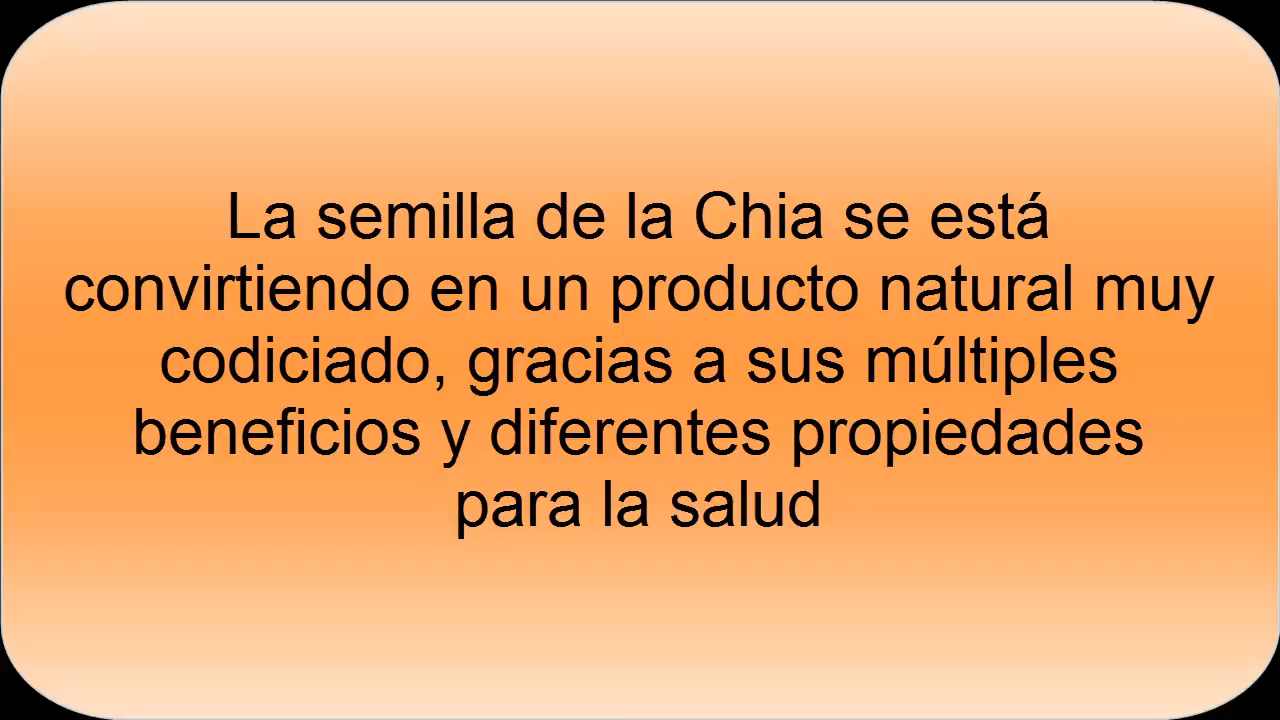 La semilla de la Chia se está
convirtiendo en un producto natural muy
codiciado, gracias a sus múltiples
beneficios y diferentes propiedades
para la salud